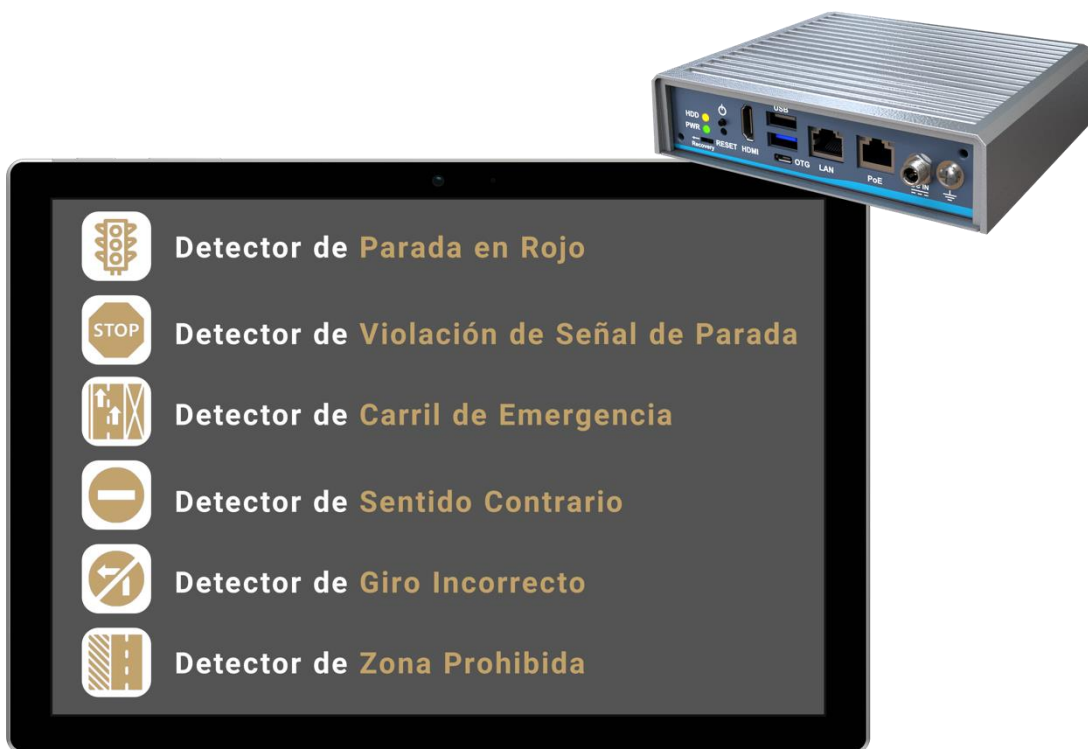 USB
HDD
PWR
Recovery RESET HDMI OTG LAN PoE DC IN
Detector de Parada en Rojo
STOP
Detector de Violación de Señal de Parada
Detector de Carril de Emergencia
Detector de Sentido Contrario
Detector de Giro Incorrecto
Detector de Zona Prohibida